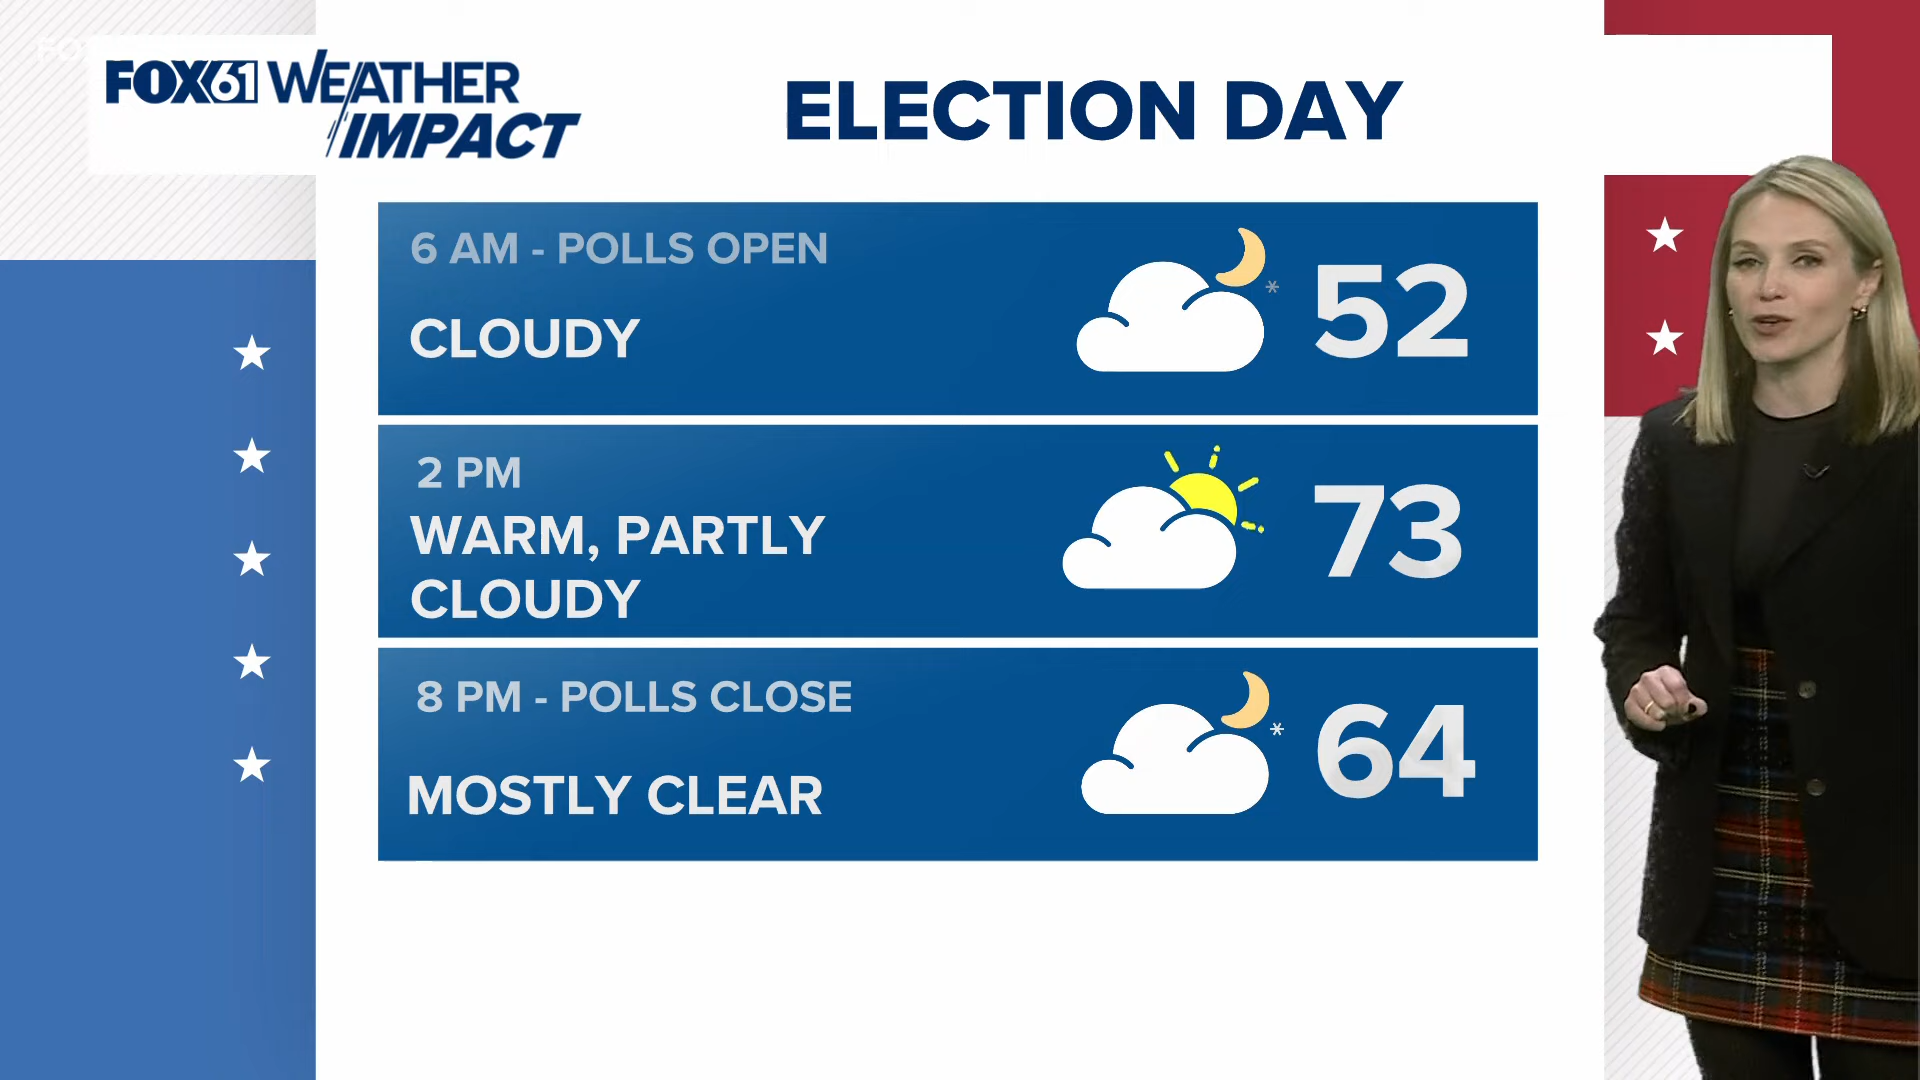 FOX61 WEATHER
IMPACT
ELECTION DAY
6 AM - POLLS OPEN
CLOUDY
52
2 PM
WARM, PARTLY
CLOUDY
73
8 PM - POLLS CLOSE
MOSTLY CLEAR
64